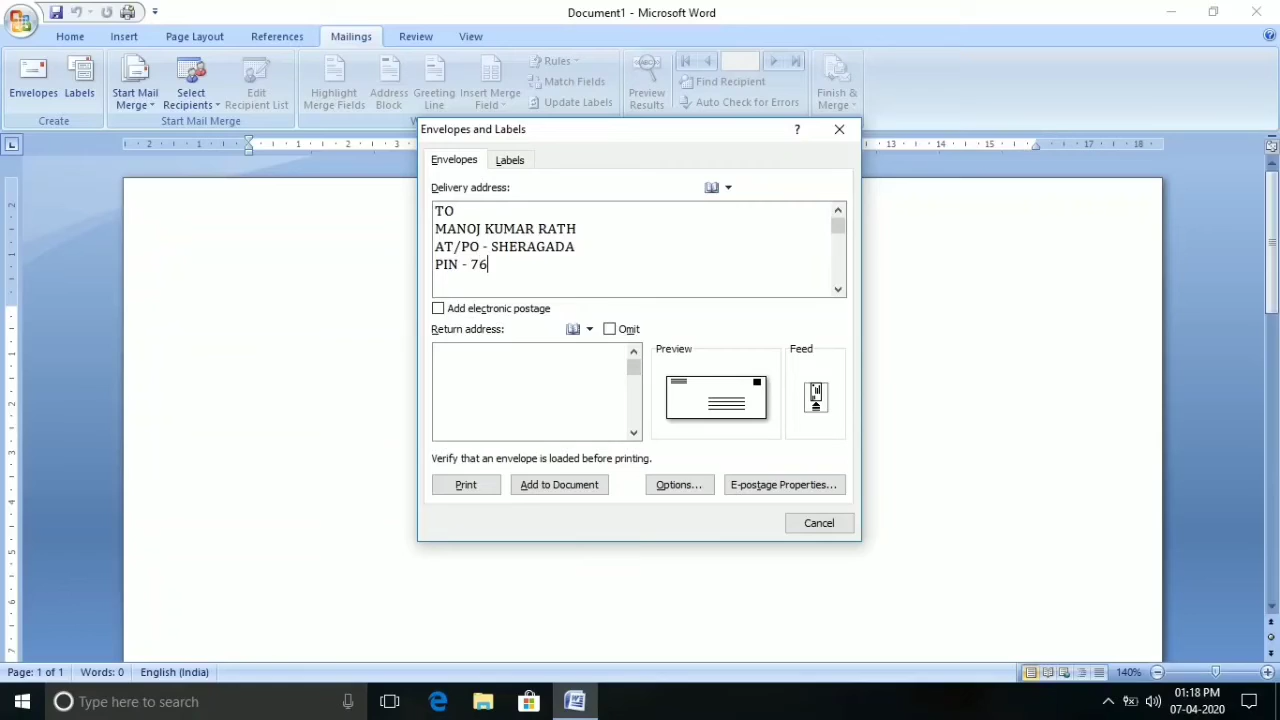 Document1 - Microsoft Word
Home Insert Page Layout References Mailings Review View
Envelopes Labels Start Mail Merge Select Recipients Edit Recipient List Highlight Merge Fields Address Block Greeting Line Insert Merge Field Rules Match Fields Update Labels Preview Results Find Recipient Auto Check for Errors Finish & Merge
Create Start Mail Merge
Envelopes and Labels
Envelopes Labels
Delivery address:
TO
MANOJ KUMAR RATH
AT/PO - SHERAGADA
PIN - 76
Add electronic postage
Return address: Omit
Preview Feed
Verify that an envelope is loaded before printing.
Print Add to Document Options... E-postage Properties...
Cancel
Page: 1 of 1 Words: 0 English (India) 140%
Type here to search
01:18 PM
07-04-2020